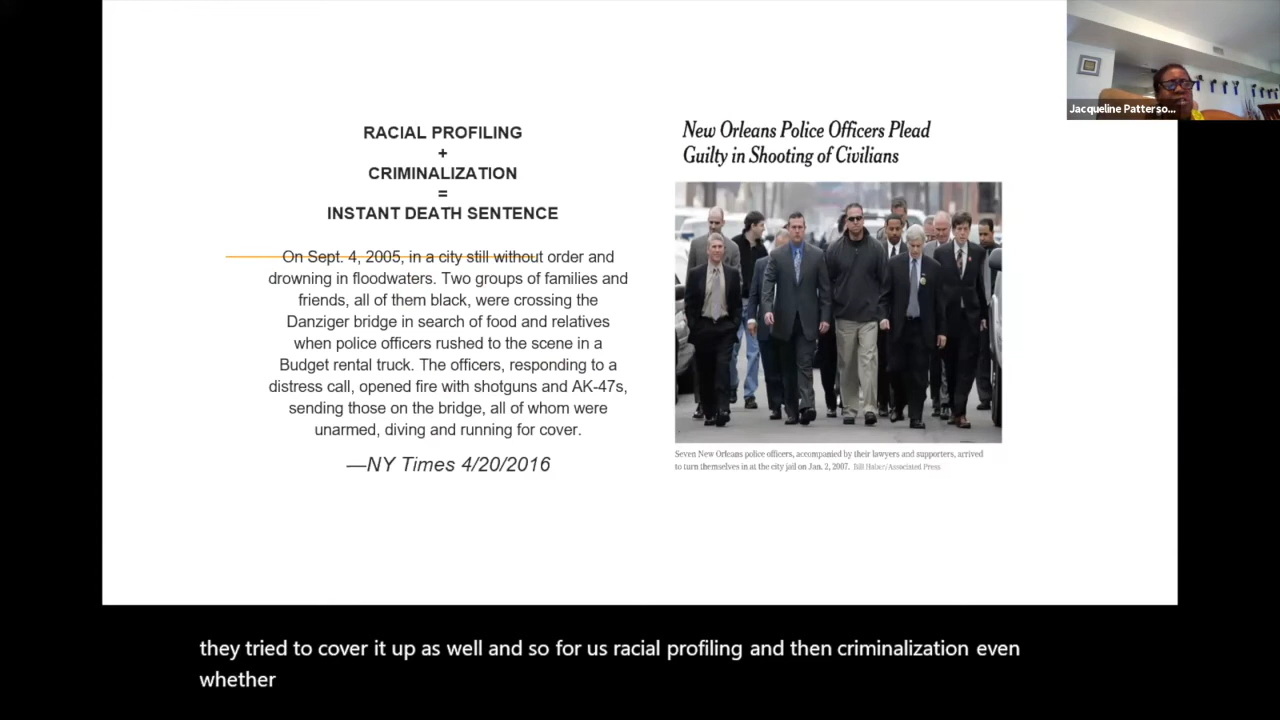 Jacqueline Patterso...
RACIAL PROFILING
+
CRIMINALIZATION
=
INSTANT DEATH SENTENCE
On Sept. 4, 2005, in a city still without order and
drowning in floodwaters. Two groups of families and
friends, all of them black, were crossing the
Danziger bridge in search of food and relatives
when police officers rushed to the scene in a
Budget rental truck. The officers, responding to a
distress call, opened fire with shotguns and AK-47s,
sending those on the bridge, all of whom were
unarmed, diving and running for cover.
—NY Times 4/20/2016
New Orleans Police Officers Plead
Guilty in Shooting of Civilians
Seven New Orleans police officers, accompanied by their lawyers and supporters, arrived
to turn themselves in at the city jail on Jan. 2, 2007. Bill Haber/Associated Press
they tried to cover it up as well and so for us racial profiling and then criminalization even
whether